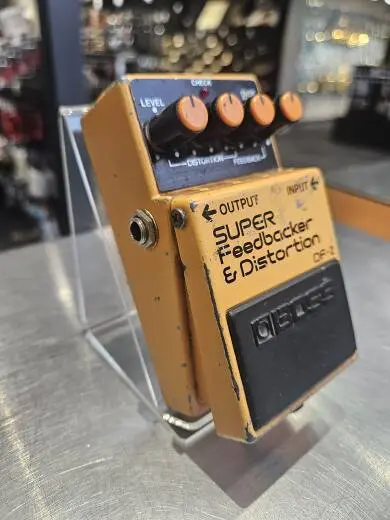 CHECK
LEVEL
DISTORTION
FEEDBACK
OUTPUT
INPUT
SUPER
Feedbacker
& Distortion
DF-2
BOSS